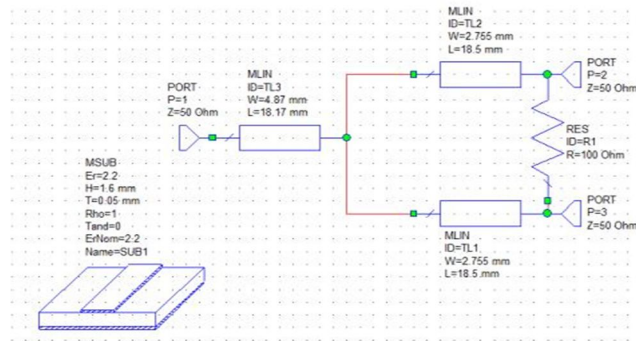 MLIN
ID=TL2
W=2.755 mm
L=18.5 mm
PORT
P=2
Z=50 Ohm
MLIN
ID=TL3
W=4.87 mm
L=18.17 mm
PORT
P=1
Z=50 Ohm
RES
ID=R1
R=100 Ohm
MSUB
Er=2.2
H=1.6 mm
T=0.05 mm
Rho=1
Tand=0
ErNom=2.2
Name=SUB1
PORT
P=3
Z=50 Ohm
MLIN
ID=TL1
W=2.755 mm
L=18.5 mm